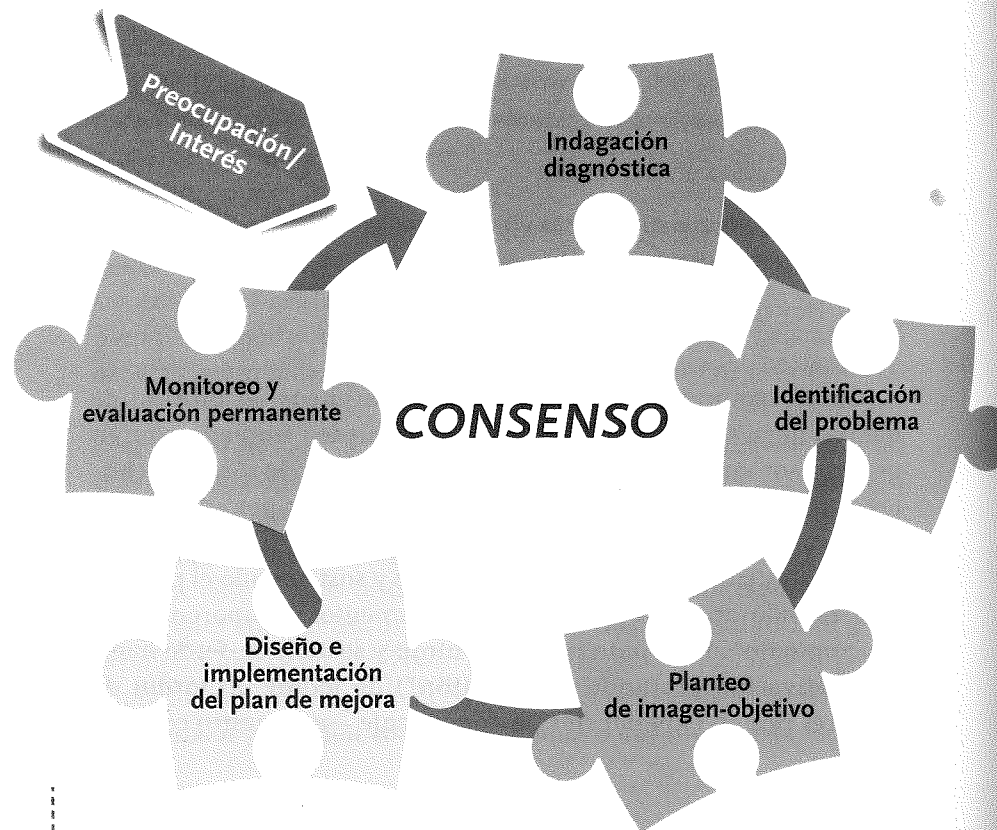 Preocupación/
Interés
Indagación
diagnóstica
Identificación
del problema
Planteo
de imagen-objetivo
Diseño e
implementación
del plan de mejora
Monitoreo y
evaluación permanente
CONSENSO